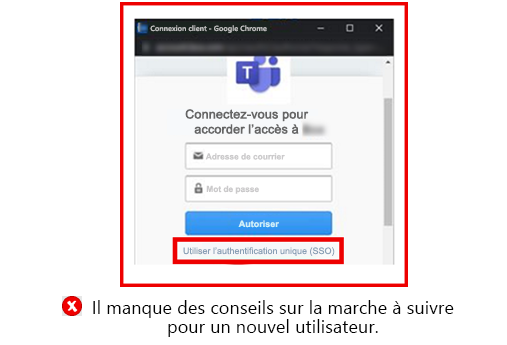 Connexion client - Google Chrome
T
Connectez-vous pour
accorder l'accès à
Adresse de courrier
Mot de passe
Autoriser
Utiliser l'authentification unique (SSO)
Il manque des conseils sur la marche à suivre
pour un nouvel utilisateur.